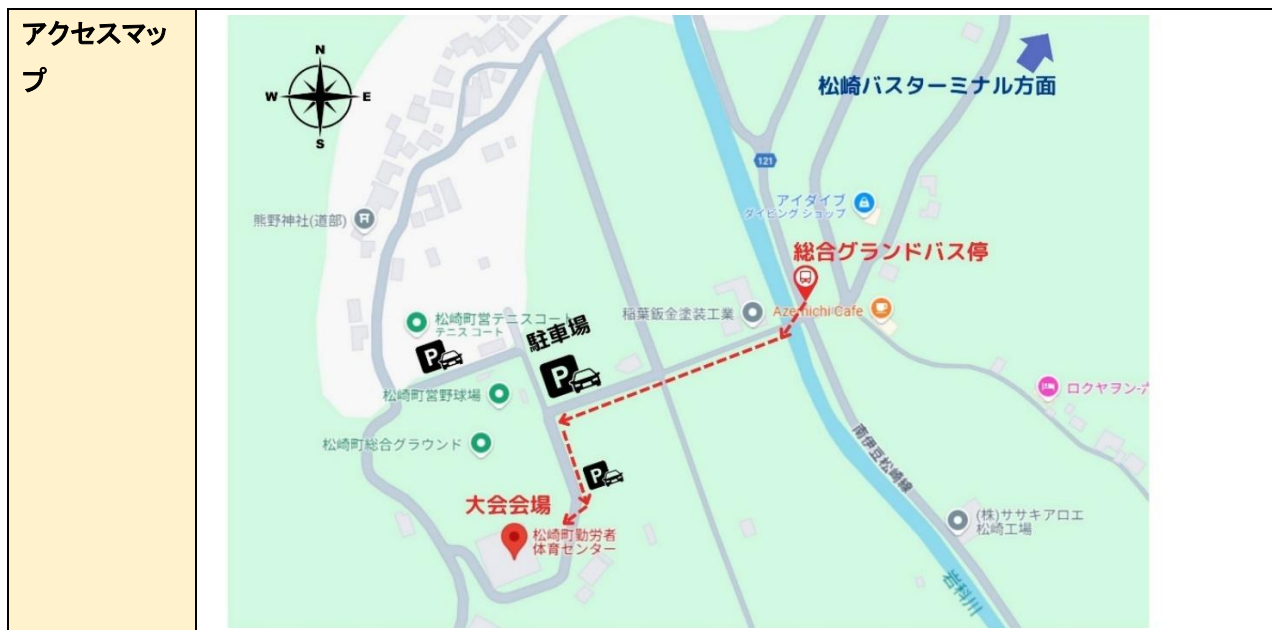 アクセスマッ
プ
N
W
E
S
松崎バスターミナル方面
121
アイダイブ
ダイビング ショップ
熊野神社(道部)
総合グランドバス停
稲葉鈑金塗装工業
Azemichi Cafe
松崎町営テニスコート
テニス コート
駐車場
P
P
松崎町営野球場
ロクヤヲン-六
松崎町総合グラウンド
南伊豆松崎線
P
大会会場
松崎町勤労者
体育センター
(株)ササキアロエ
松崎工場
岩科川